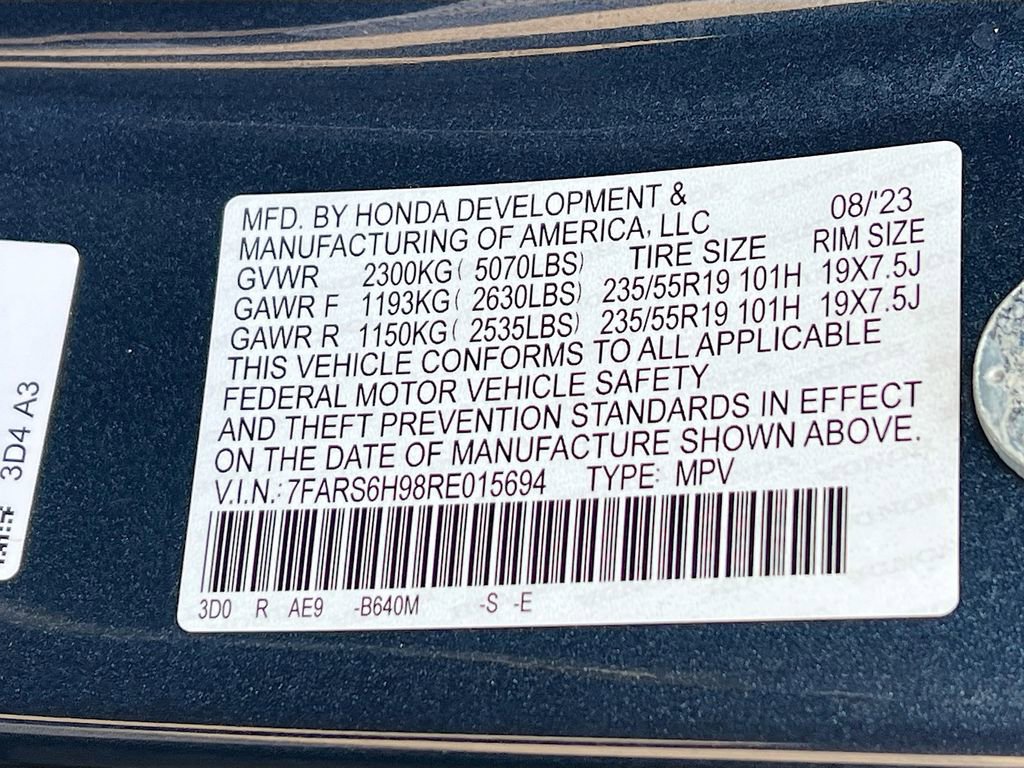 MFD. BY HONDA DEVELOPMENT &
MANUFACTURING OF AMERICA, LLC 08/'23
GVWR 2300KG( 5070LBS) TIRE SIZE RIM SIZE
GAWR F 1193KG( 2630LBS) 235/55R19 101H 19X7.5J
GAWR R 1150KG( 2535LBS) 235/55R19 101H 19X7.5J
THIS VEHICLE CONFORMS TO ALL APPLICABLE
FEDERAL MOTOR VEHICLE SAFETY
AND THEFT PREVENTION STANDARDS IN EFFECT
ON THE DATE OF MANUFACTURE SHOWN ABOVE.
V.I.N.: 7FARS6H98RE015694 TYPE: MPV
3D0 R AE9 -B640M -S -E
3D4 A3